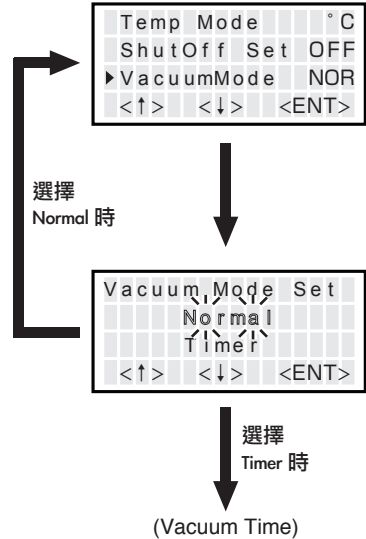 Temp Mode °C
ShutOff Set OFF
▶VacuumMode NOR
<↑> <↓> <ENT>
選擇
Normal 時
Vacuum Mode Set
Normal
Timer
<↑> <↓> <ENT>
選擇
Timer 時
(Vacuum Time)